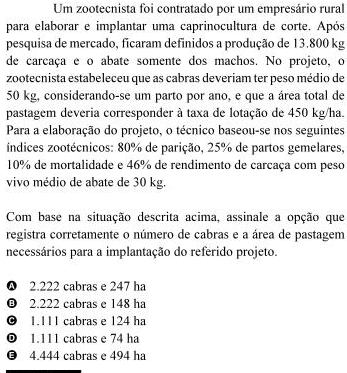 Um zootecnista foi contratado por um empresário rural
para elaborar e implantar uma caprinocultura de corte. Após
pesquisa de mercado, ficaram definidos a produção de 13.800 kg
de carcaça e o abate somente dos machos. No projeto, o
zootecnista estabeleceu que as cabras deveriam ter peso médio de
50 kg, considerando-se um parto por ano, e que a área total de
pastagem deveria corresponder à taxa de lotação de 450 kg/ha.
Para a elaboração do projeto, o técnico baseou-se nos seguintes
índices zootécnicos: 80% de parição, 25% de partos gemelares,
10% de mortalidade e 46% de rendimento de carcaça com peso
vivo médio de abate de 30 kg.
Com base na situação descrita acima, assinale a opção que
registra corretamente o número de cabras e a área de pastagem
necessários para a implantação do referido projeto.
A 2.222 cabras e 247 ha
B 2.222 cabras e 148 ha
C 1.111 cabras e 124 ha
D 1.111 cabras e 74 ha
E 4.444 cabras e 494 ha